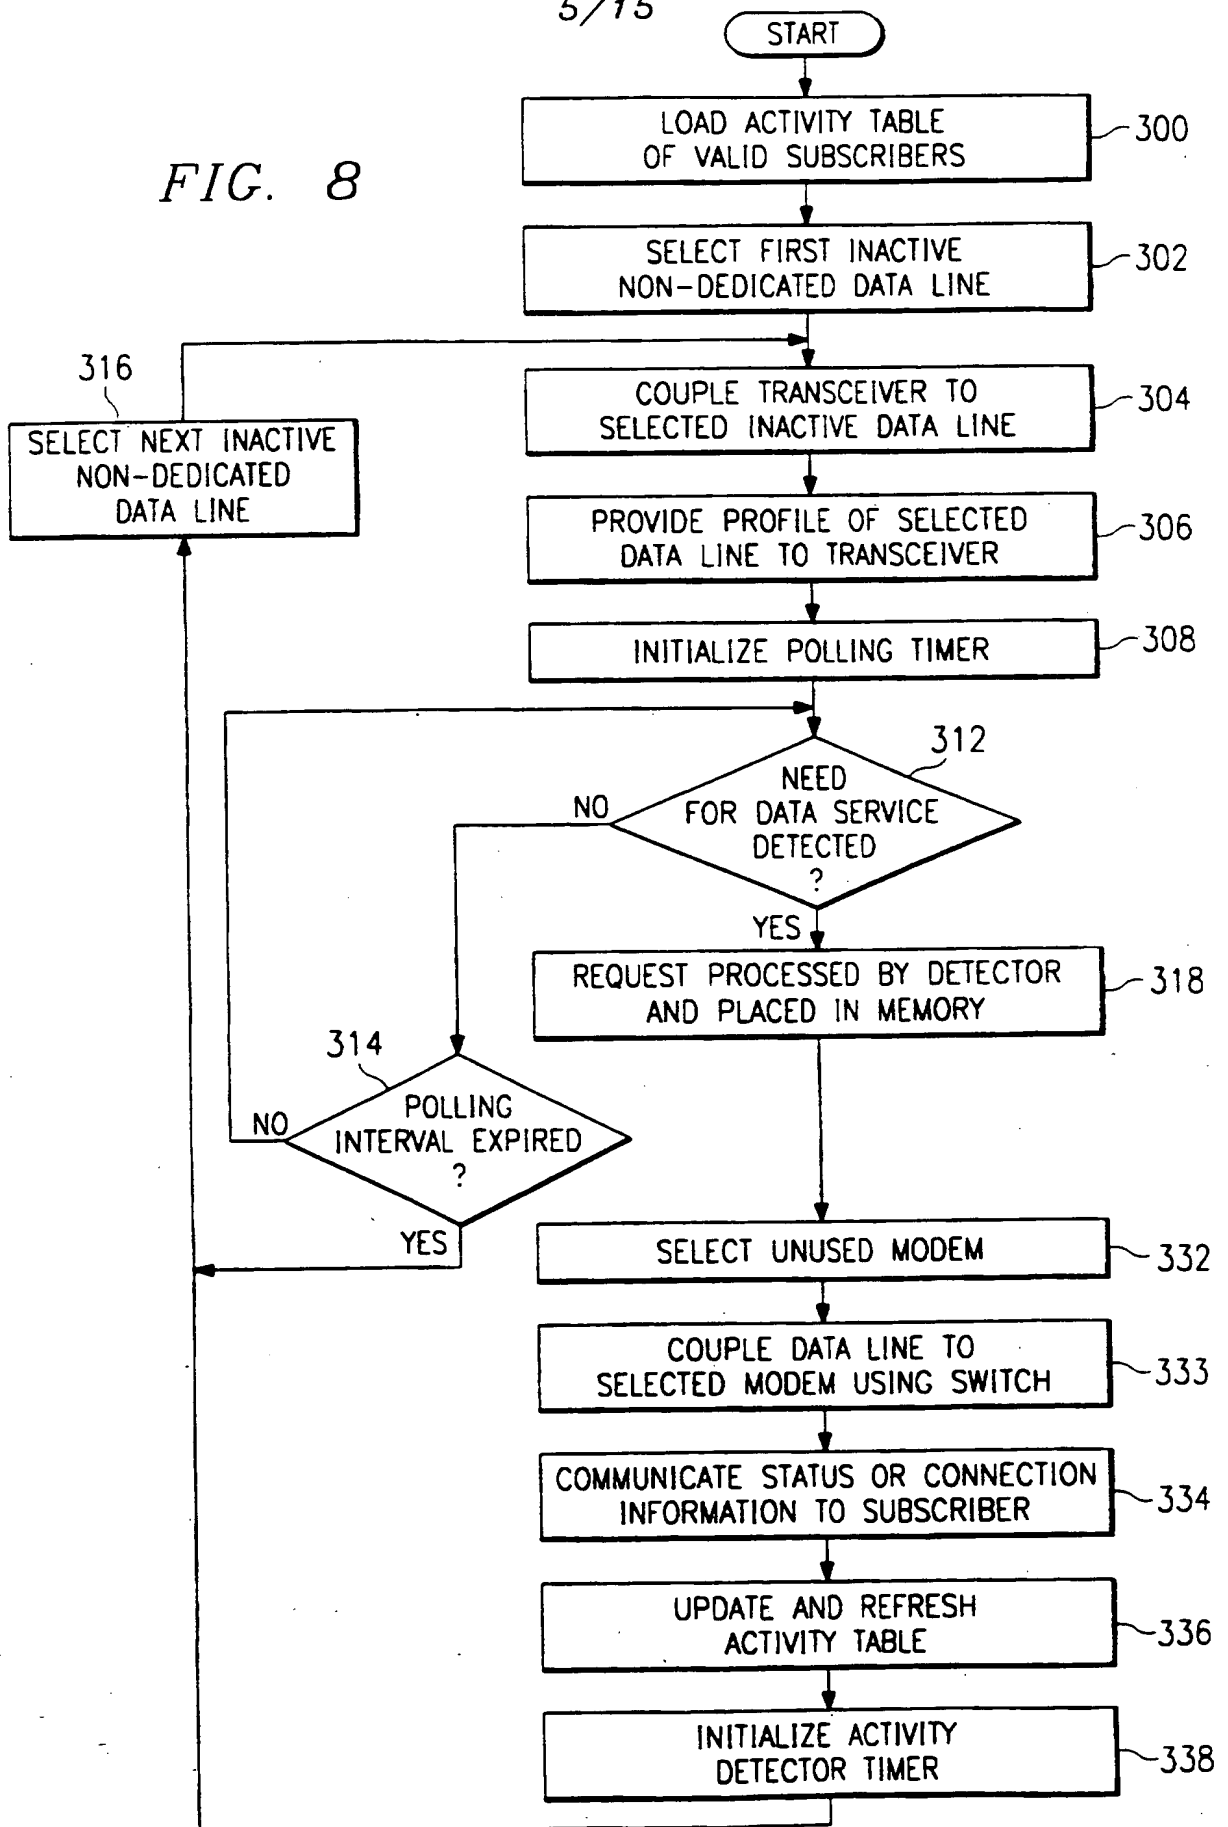 5/15
START
LOAD ACTIVITY TABLE
OF VALID SUBSCRIBERS
300
FIG. 8
SELECT FIRST INACTIVE
NON-DEDICATED DATA LINE
302
316
SELECT NEXT INACTIVE
NON-DEDICATED
DATA LINE
COUPLE TRANSCEIVER TO
SELECTED INACTIVE DATA LINE
304
PROVIDE PROFILE OF SELECTED
DATA LINE TO TRANSCEIVER
306
INITIALIZE POLLING TIMER
308
312
NEED
FOR DATA SERVICE
DETECTED
?
NO
YES
REQUEST PROCESSED BY DETECTOR
AND PLACED IN MEMORY
318
314
POLLING
INTERVAL EXPIRED
?
NO
YES
SELECT UNUSED MODEM
332
COUPLE DATA LINE TO
SELECTED MODEM USING SWITCH
333
COMMUNICATE STATUS OR CONNECTION
INFORMATION TO SUBSCRIBER
334
UPDATE AND REFRESH
ACTIVITY TABLE
336
INITIALIZE ACTIVITY
DETECTOR TIMER
338